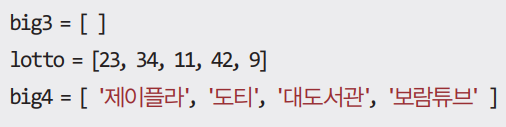 big3 = [ ]
lotto = [23, 34, 11, 42, 9]
big4 = [ '제이플라', '도티', '대도서관', '보람튜브' ]